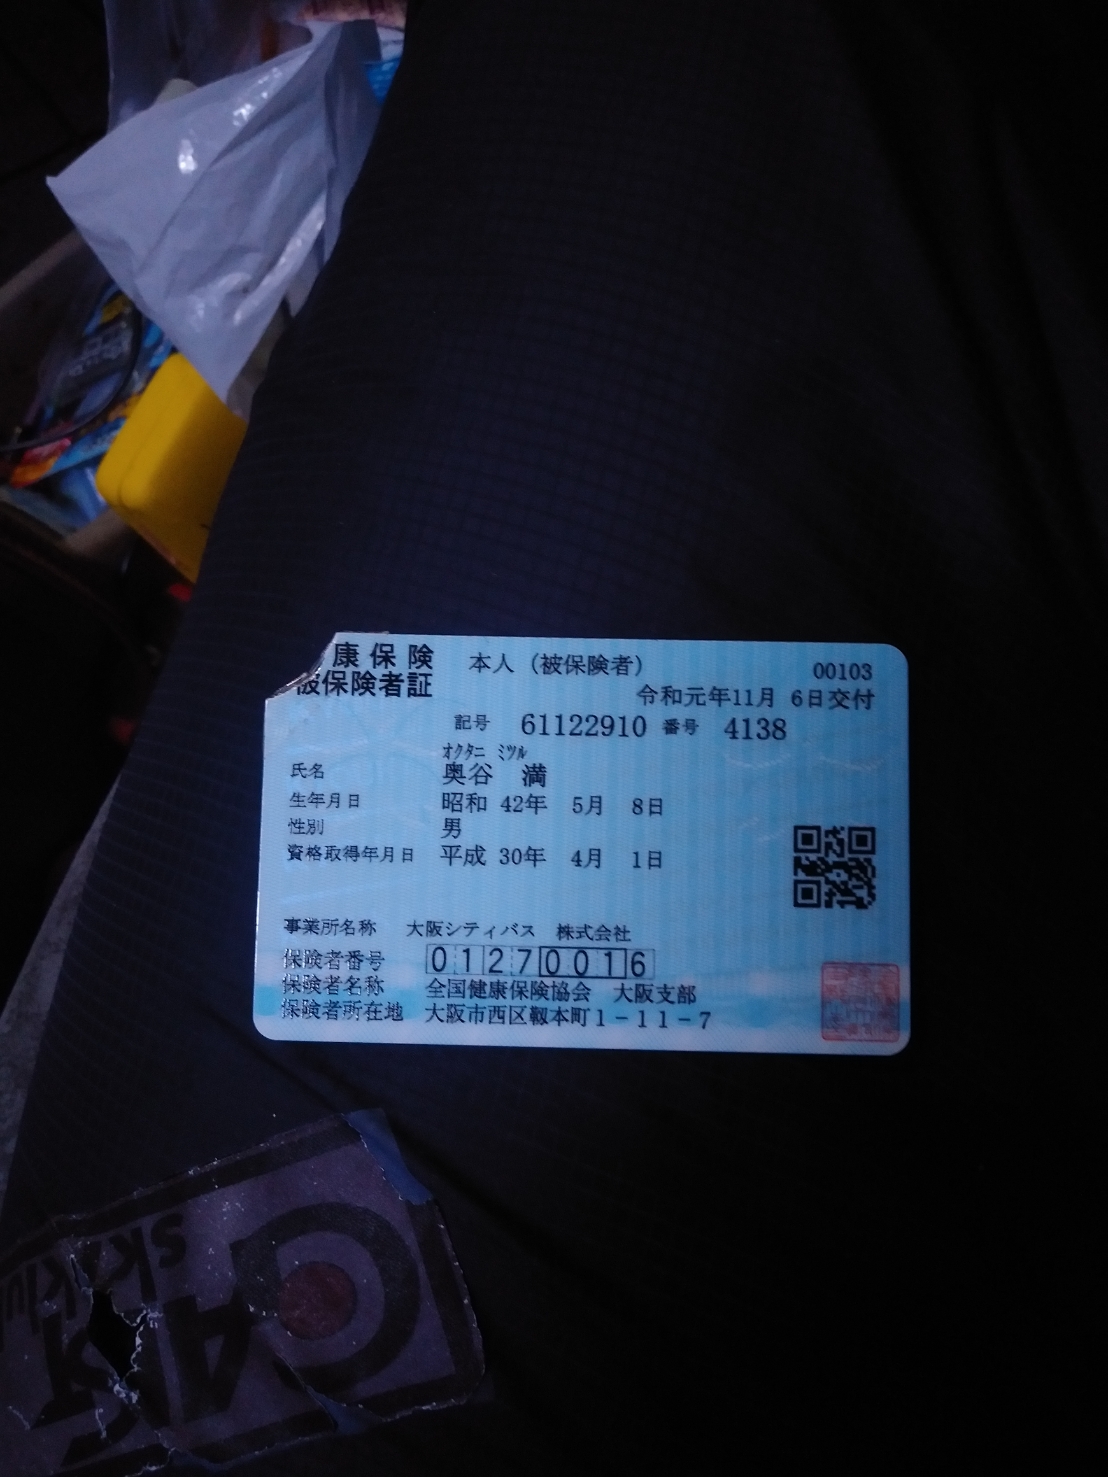 康保険
被保険者証
本人（被保険者）
00103
令和元年11月 6日交付
記号 61122910 番号 4138
ｵｸﾀﾆ ﾐﾂﾙ
氏名 奥谷 満
生年月日 昭和 42年 5月 8日
性別 男
資格取得年月日 平成 30年 4月 1日
事業所名称 大阪シティバス 株式会社
保険者番号 01270016
保険者名称 全国健康保険協会 大阪支部
保険者所在地 大阪市西区靱本町1－11－7